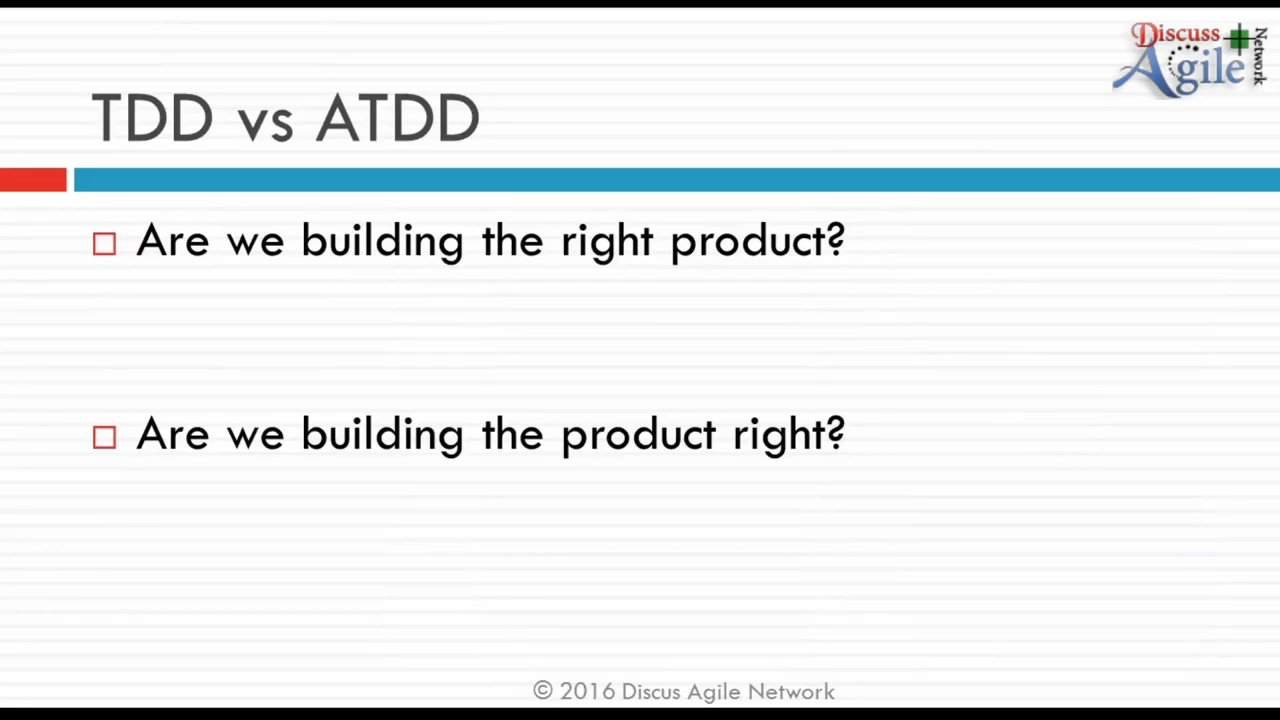 Discuss
Agile
Network
TDD vs ATDD
Are we building the right product?
Are we building the product right?
© 2016 Discus Agile Network